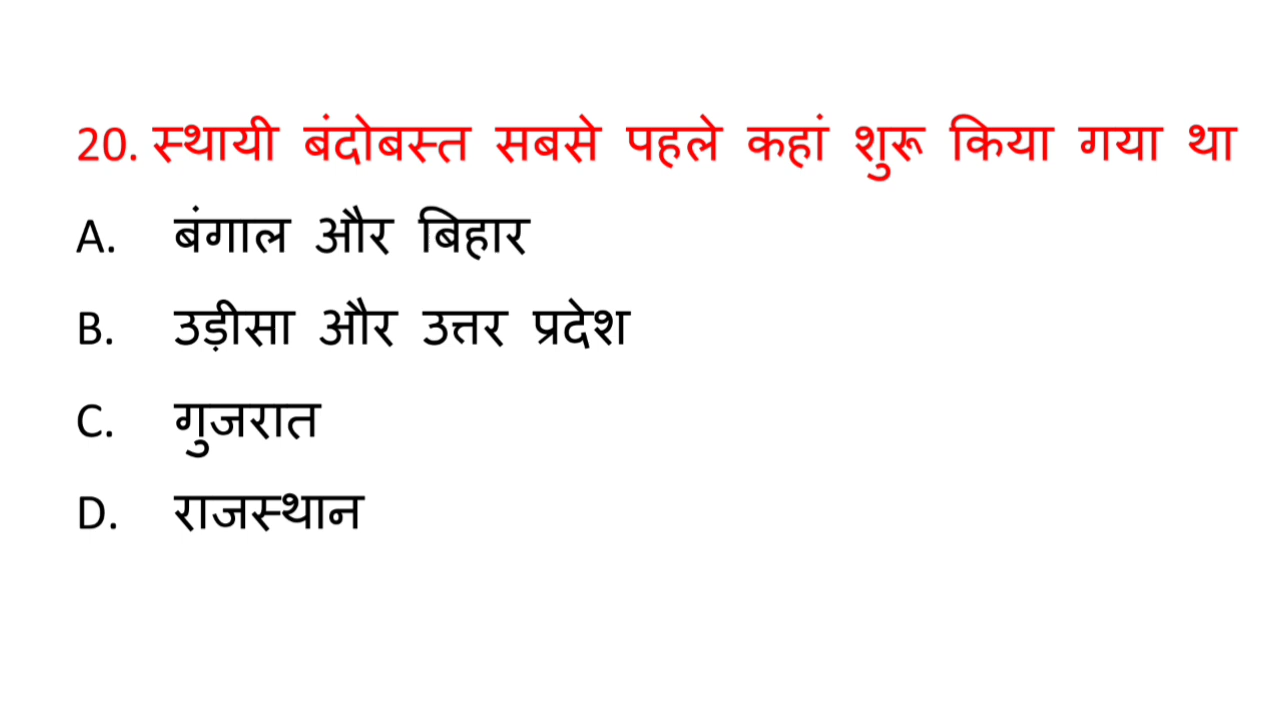 20. स्थायी बंदोबस्त सबसे पहले कहां शुरू किया गया था
A. बंगाल और बिहार
B. उड़ीसा और उत्तर प्रदेश
C. गुजरात
D. राजस्थान